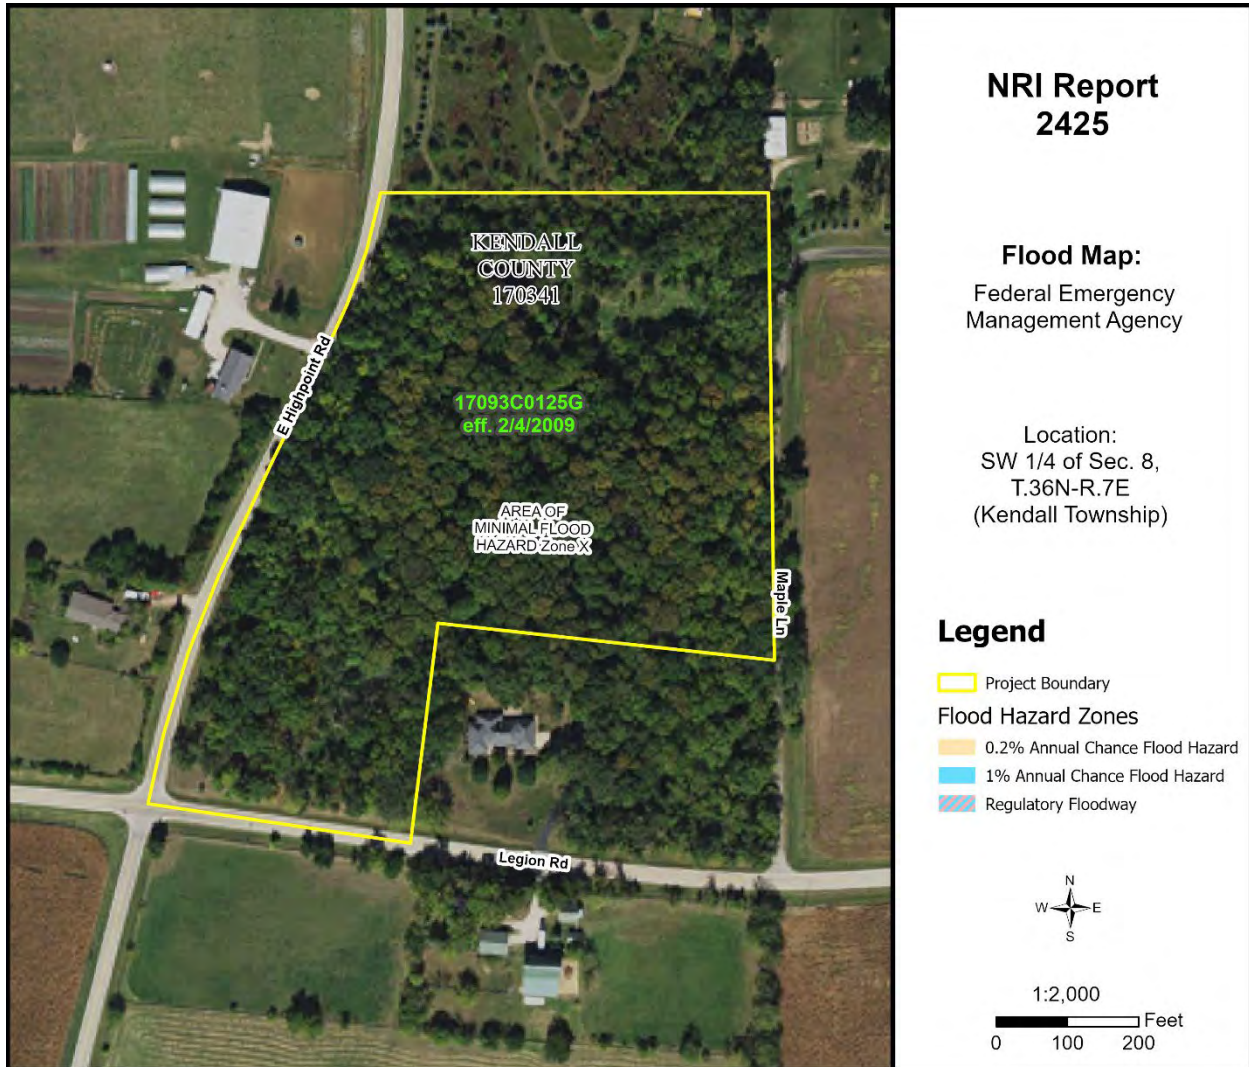 KENDALL
COUNTY
170341
E Highpoint Rd
17093C0125G
eff. 2/4/2009
AREA OF
MINIMAL FLOOD
HAZARD Zone X
Maple Ln
Legion Rd
NRI Report
2425
Flood Map:
Federal Emergency
Management Agency
Location:
SW 1/4 of Sec. 8,
T.36N-R.7E
(Kendall Township)
Legend
Project Boundary
Flood Hazard Zones
0.2% Annual Chance Flood Hazard
1% Annual Chance Flood Hazard
Regulatory Floodway
N
W E
S
1:2,000
Feet
0 100 200